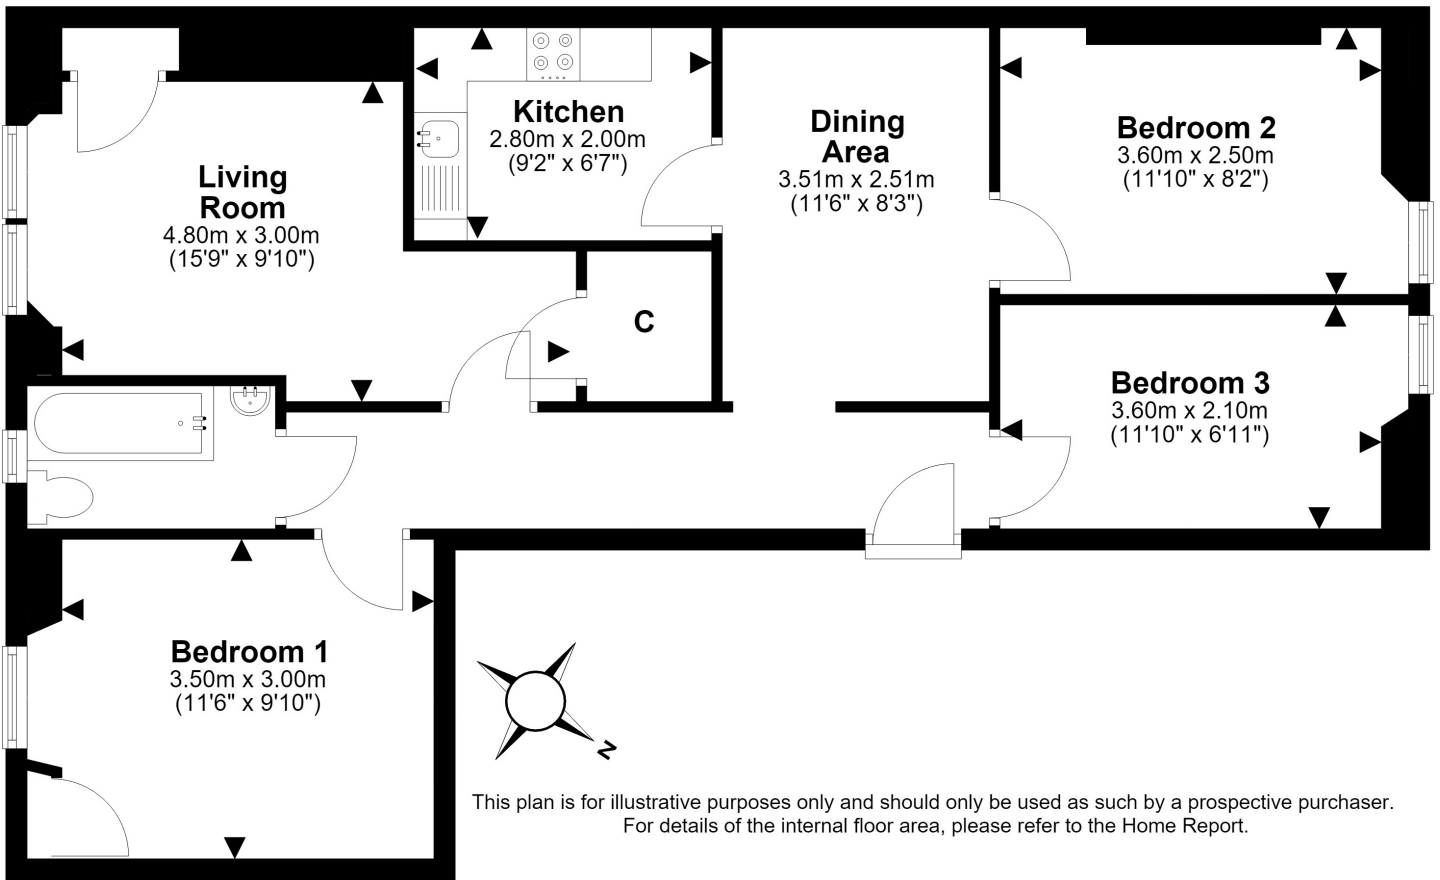 Kitchen
2.80m x 2.00m
(9'2" x 6'7")
Dining
Area
3.51m x 2.51m
(11'6" x 8'3")
Bedroom 2
3.60m x 2.50m
(11'10" x 8'2")
Living
Room
4.80m x 3.00m
(15'9" x 9'10")
C
Bedroom 3
3.60m x 2.10m
(11'10" x 6'11")
Bedroom 1
3.50m x 3.00m
(11'6" x 9'10")
N
This plan is for illustrative purposes only and should only be used as such by a prospective purchaser.
For details of the internal floor area, please refer to the Home Report.